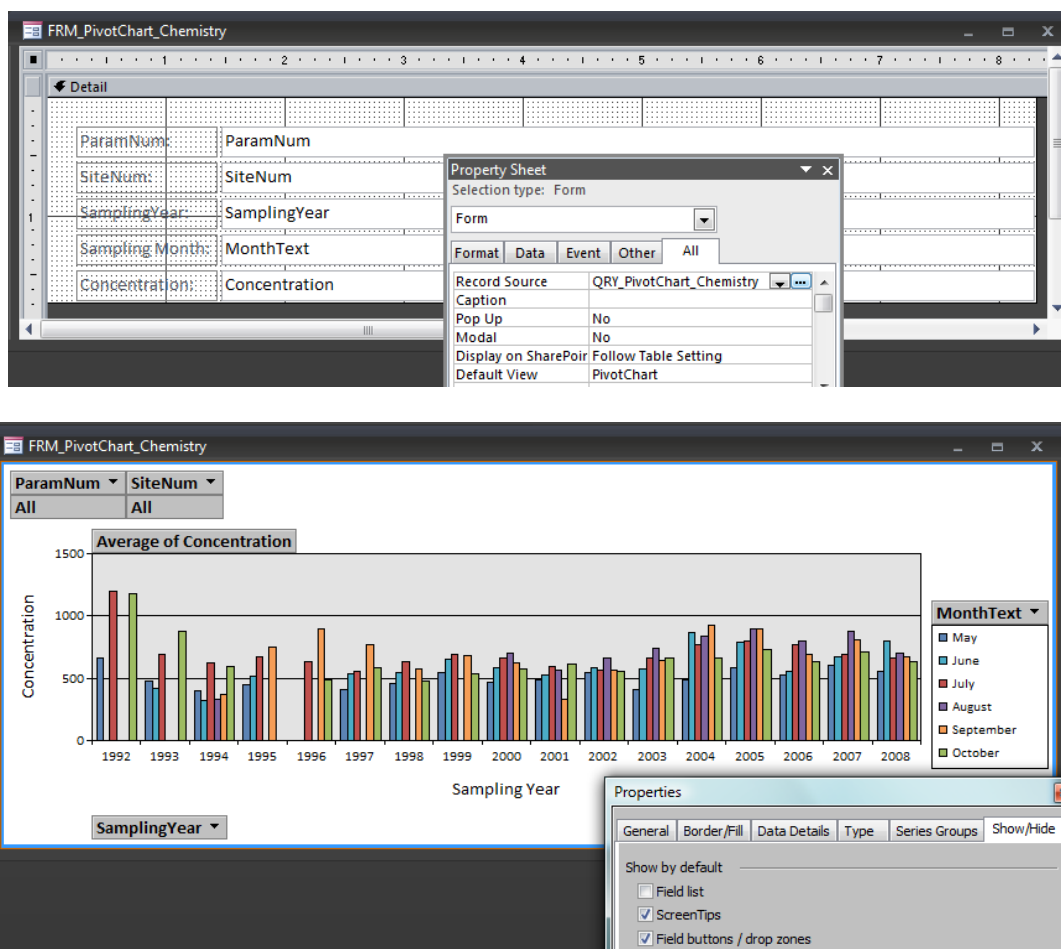 FRM_PivotChart_Chemistry
1 2 3 4 5 6 7 8
Detail
ParamNum: ParamNum
SiteNum: SiteNum
SamplingYear: SamplingYear
Sampling Month: MonthText
Concentration: Concentration
1
Property Sheet
Selection type: Form
Form
Format Data Event Other All
Record Source QRY_PivotChart_Chemistry
Caption
Pop Up No
Modal No
Display on SharePoir Follow Table Setting
Default View PivotChart
FRM_PivotChart_Chemistry
ParamNum SiteNum
All All
Average of Concentration
1500
1000
500
0
Concentration
1992 1993 1994 1995 1996 1997 1998 1999 2000 2001 2002 2003 2004 2005 2006 2007 2008
Sampling Year
SamplingYear
MonthText
May
June
July
August
September
October
Properties
General Border/Fill Data Details Type Series Groups Show/Hide
Show by default
Field list
ScreenTips
Field buttons / drop zones